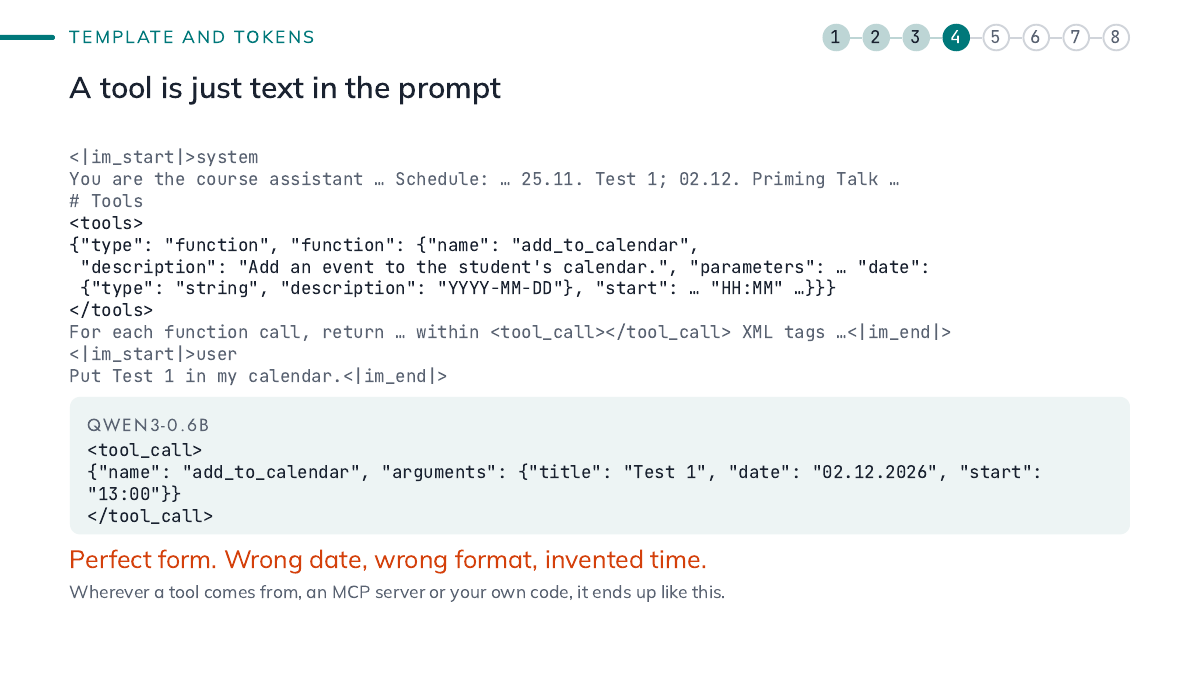 TEMPLATE AND TOKENS
1 2 3 4 5 6 7 8
A tool is just text in the prompt
<|im_start|>system
You are the course assistant … Schedule: … 25.11. Test 1; 02.12. Priming Talk …
# Tools
<tools>
{"type": "function", "function": {"name": "add_to_calendar",
 "description": "Add an event to the student's calendar.", "parameters": … "date":
 {"type": "string", "description": "YYYY-MM-DD"}, "start": … "HH:MM" …}}}
</tools>
For each function call, return … within <tool_call></tool_call> XML tags …<|im_end|>
<|im_start|>user
Put Test 1 in my calendar.<|im_end|>
QWEN3-0.6B
<tool_call>
{"name": "add_to_calendar", "arguments": {"title": "Test 1", "date": "02.12.2026", "start":
"13:00"}}
</tool_call>
Perfect form. Wrong date, wrong format, invented time.
Wherever a tool comes from, an MCP server or your own code, it ends up like this.